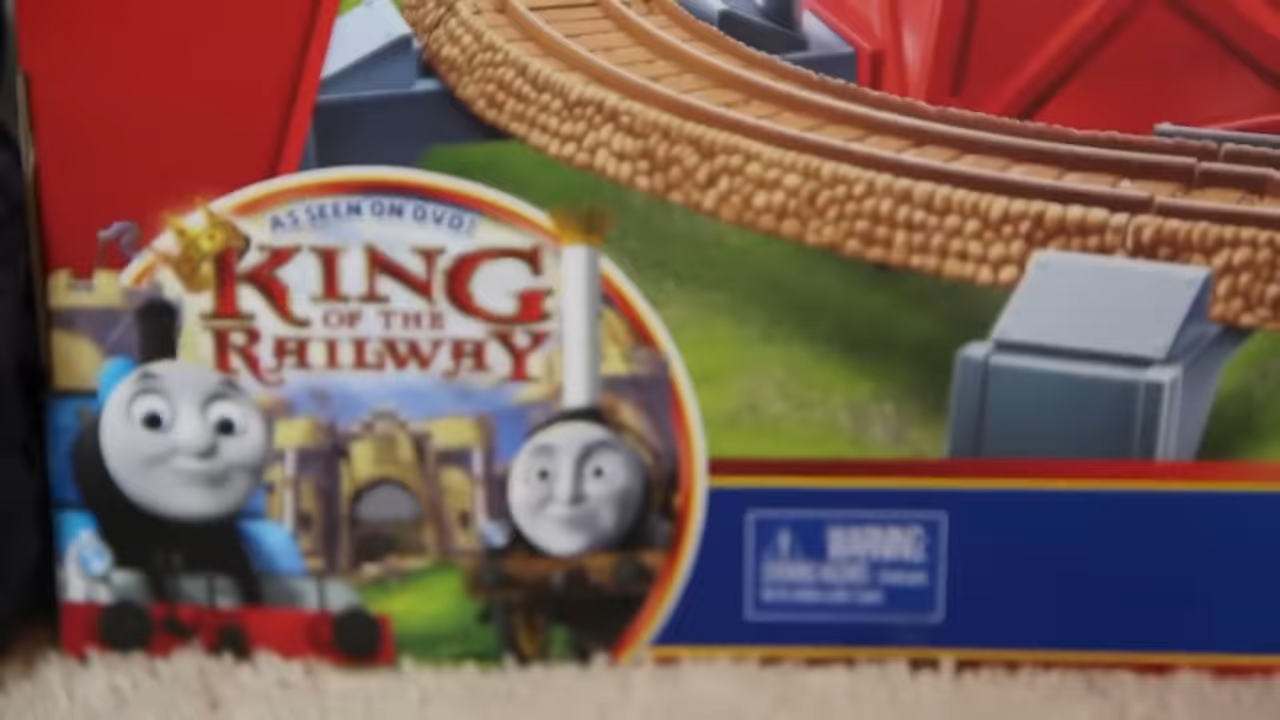 AS SEEN ON DVD!
KING
OF THE
RAILWAY
WARNING: